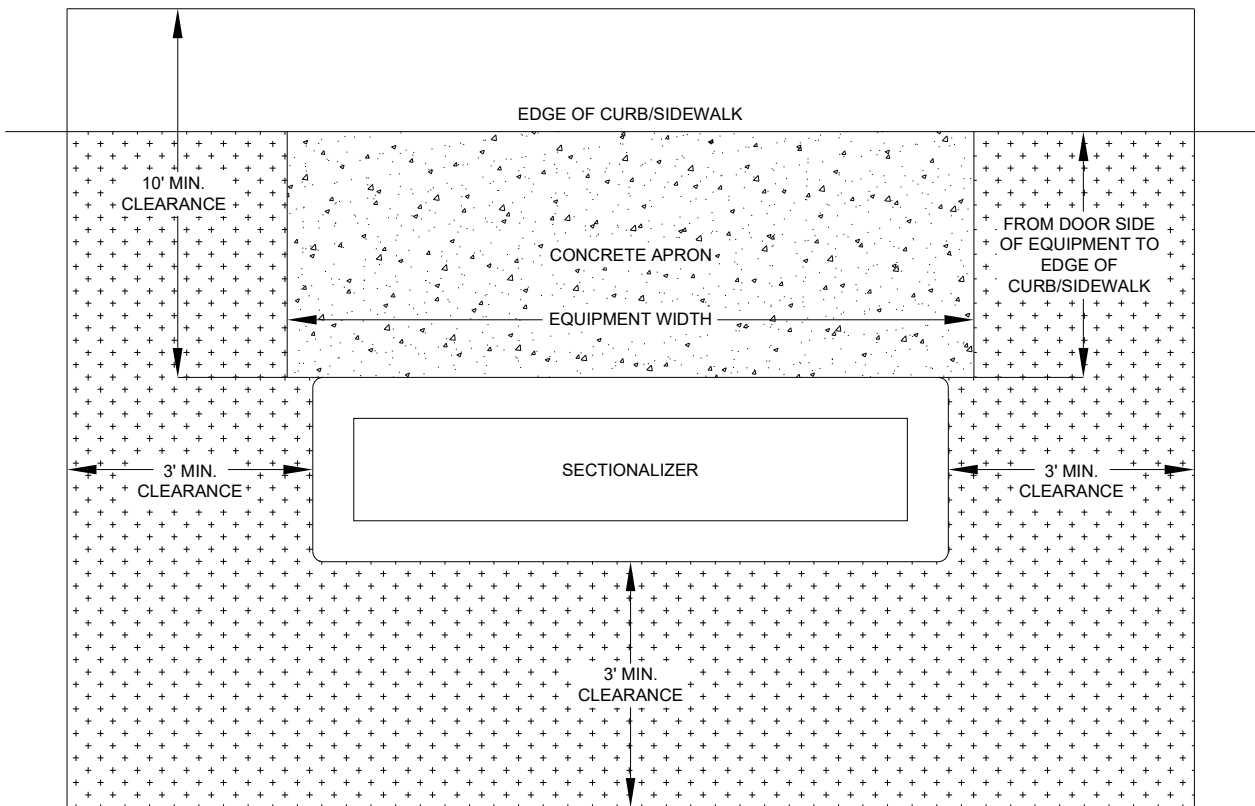 EDGE OF CURB/SIDEWALK
10' MIN.
CLEARANCE
FROM DOOR SIDE
OF EQUIPMENT TO
EDGE OF
CURB/SIDEWALK
CONCRETE APRON
EQUIPMENT WIDTH
3' MIN.
CLEARANCE
SECTIONALIZER
3' MIN.
CLEARANCE
3' MIN.
CLEARANCE